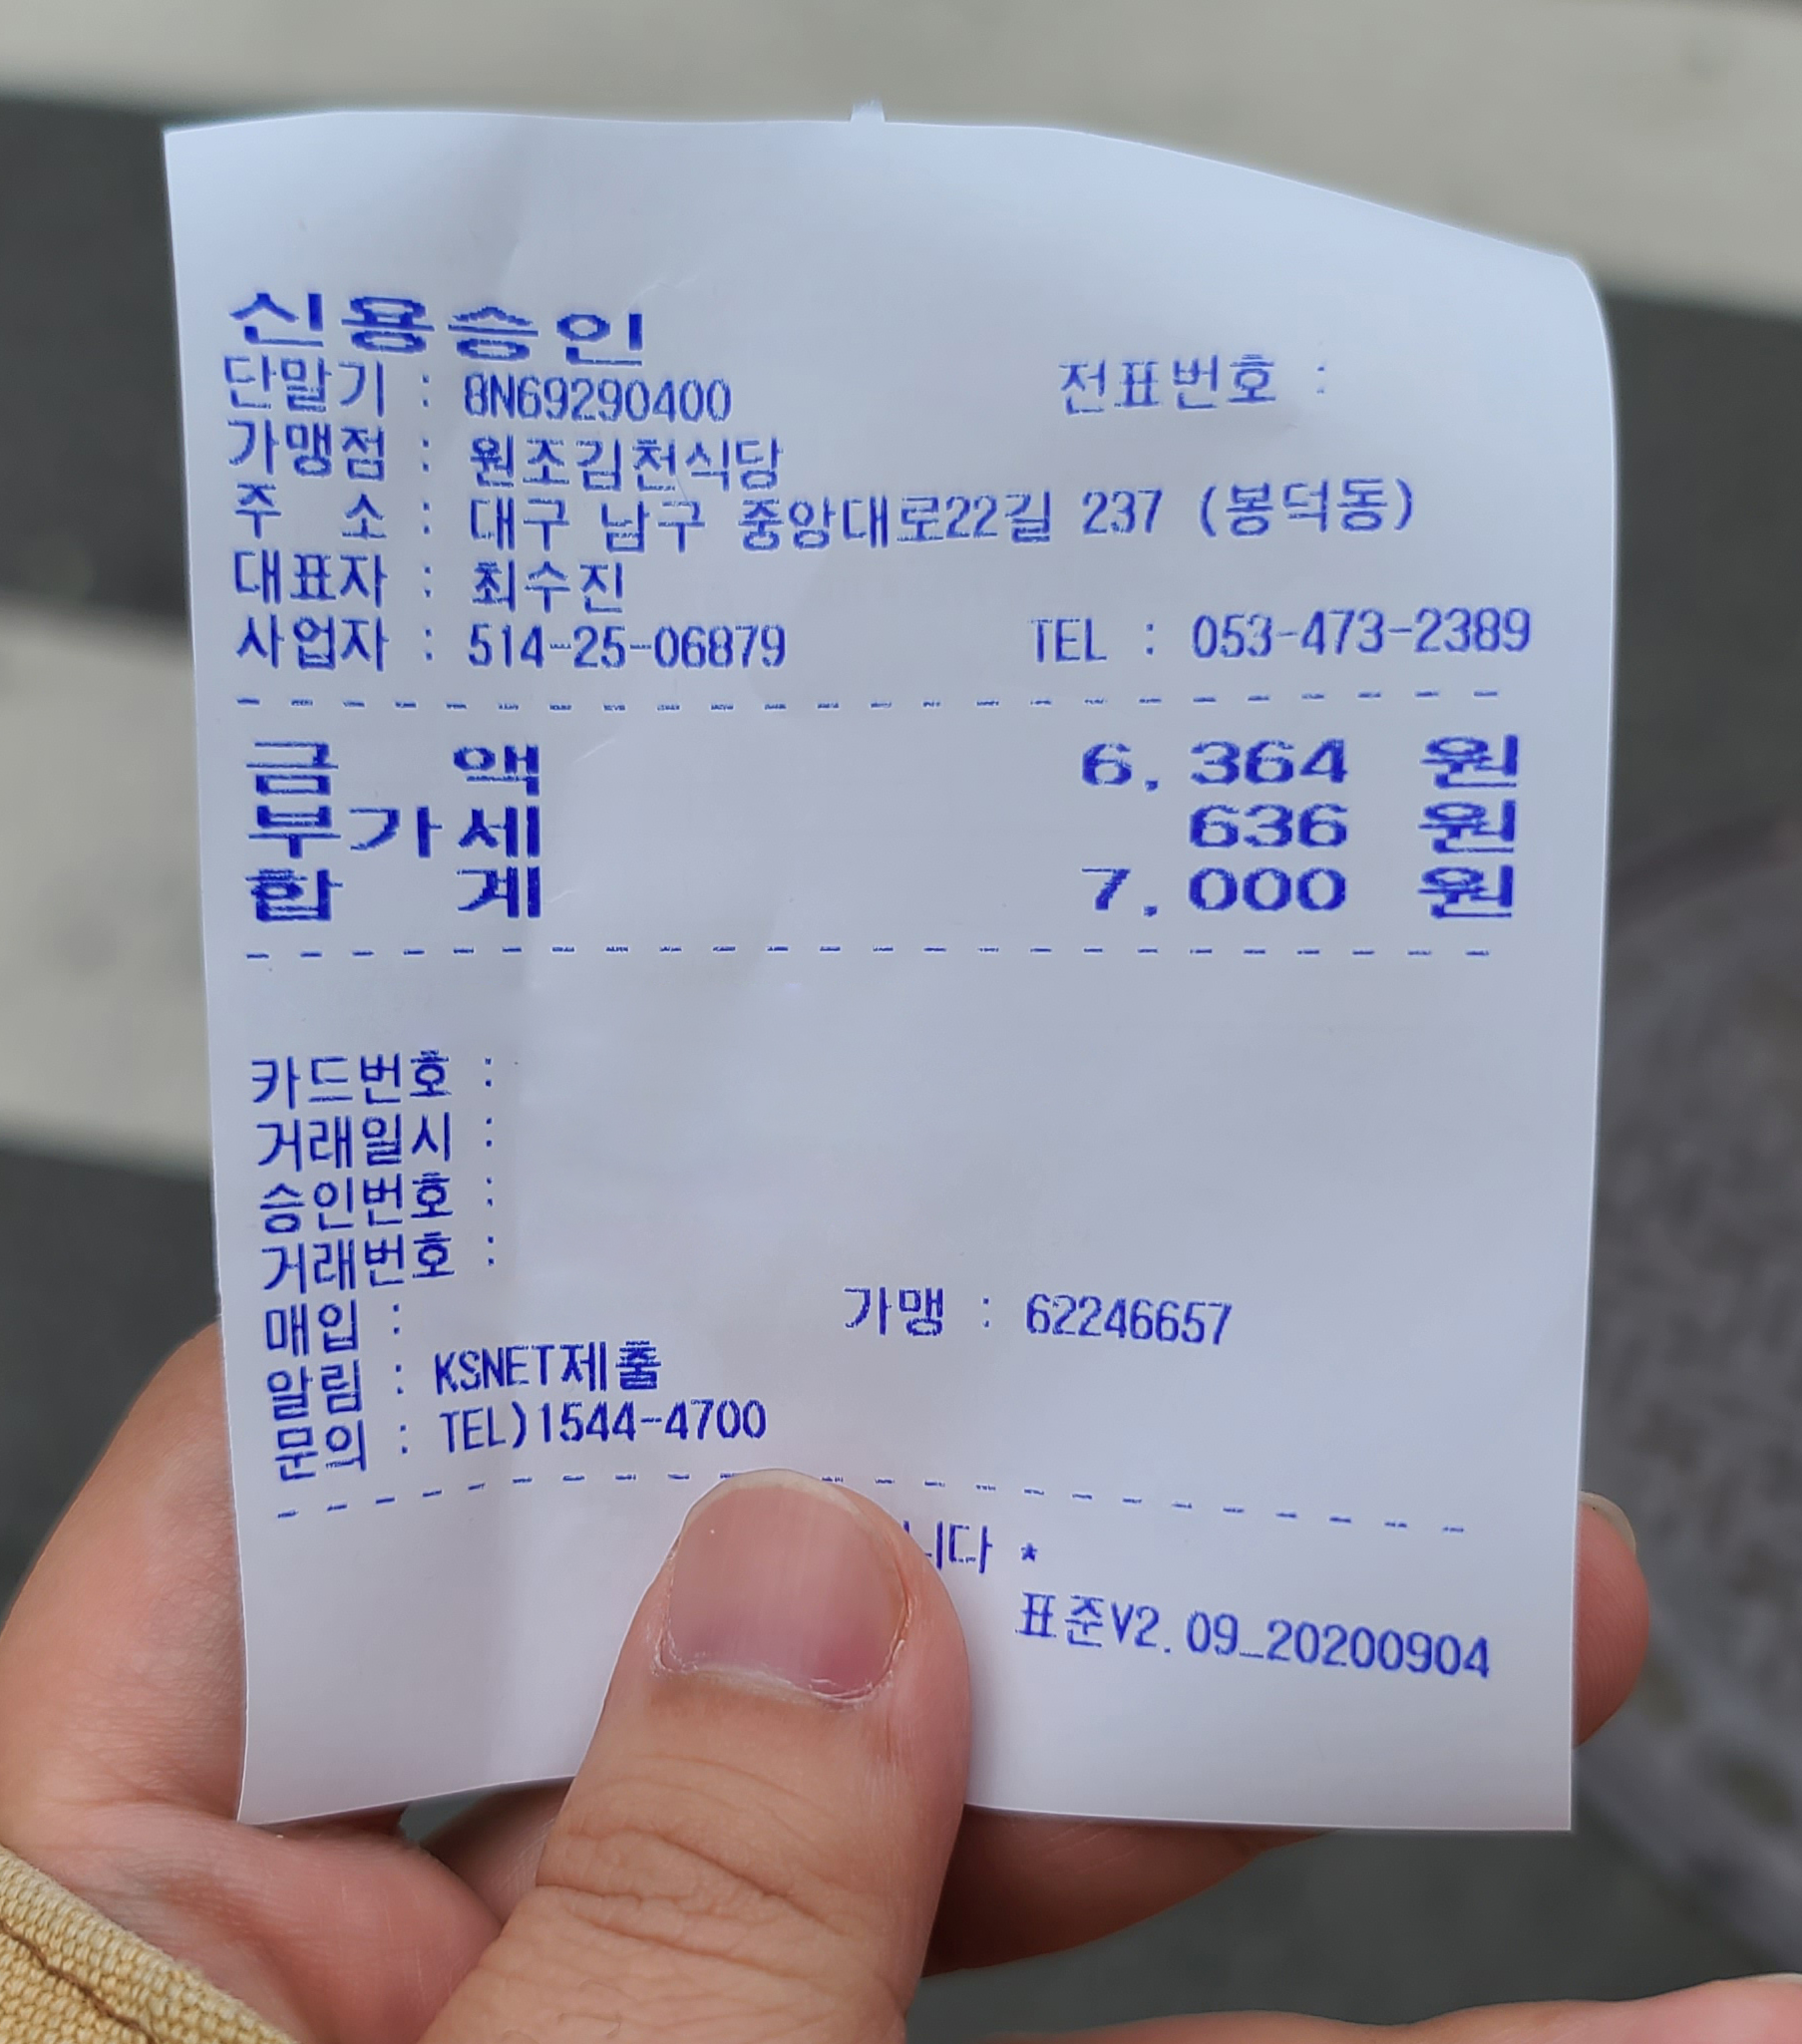 신용승인
단말기 : 8N69290400 전표번호 :
가맹점 : 원조김천식당
주 소 : 대구 남구 중앙대로22길 237 (봉덕동)
대표자 : 최수진
사업자 : 514-25-06879 TEL : 053-473-2389
금 액 6,364 원
부가세 636 원
합 계 7,000 원
카드번호 :
거래일시 :
승인번호 :
거래번호 :
매입 : 가맹 : 62246657
알림 : KSNET제출
문의 : TEL)1544-4700
니다 *
표준V2.09_20200904